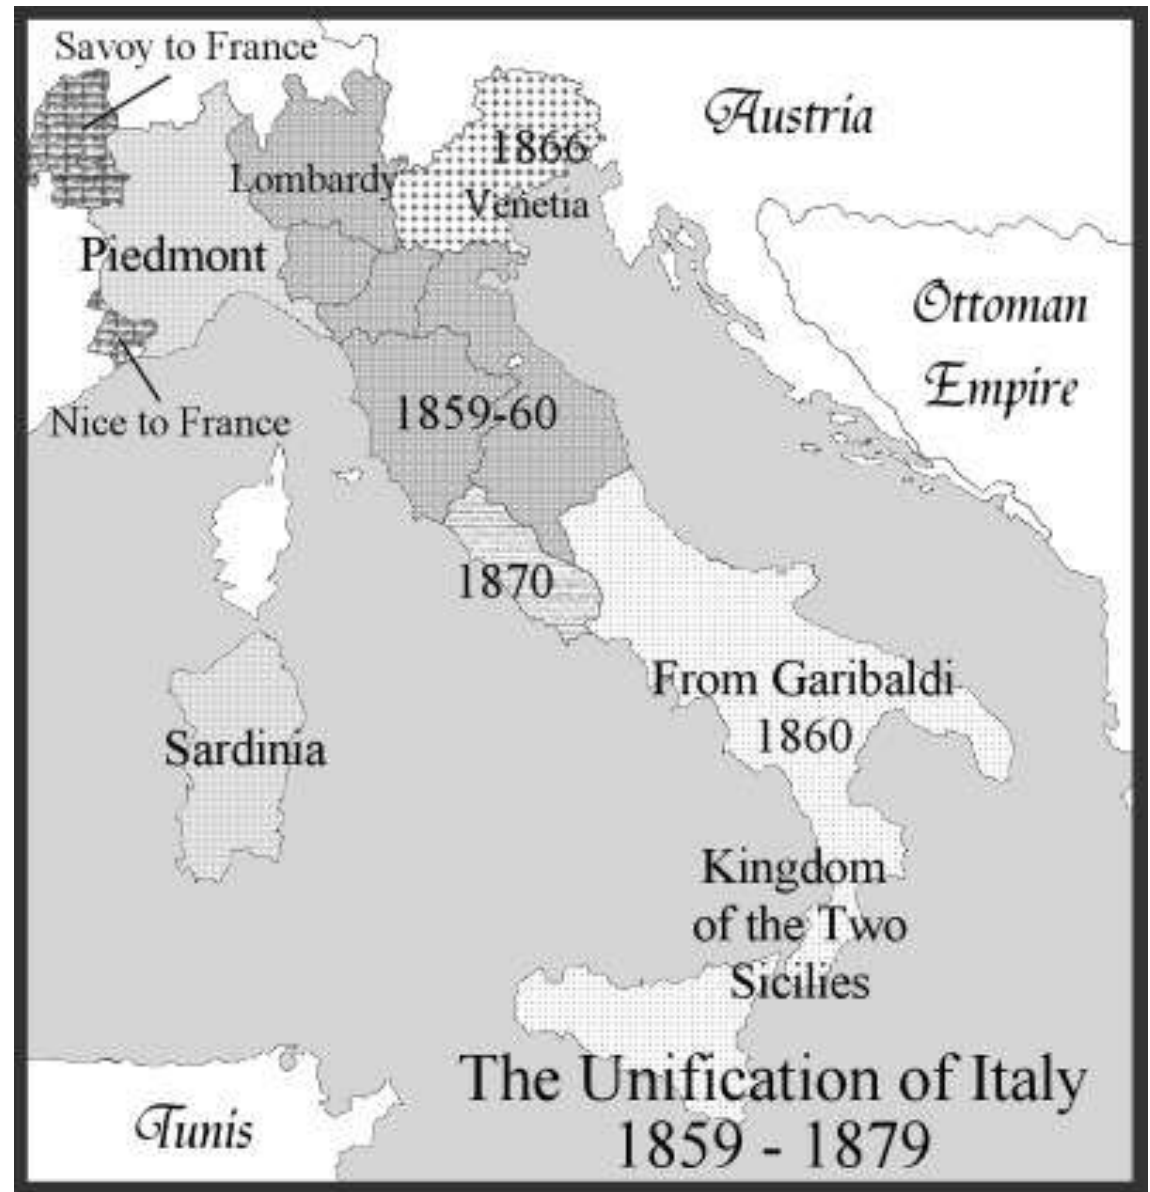 Savoy to France
Austria
1866
Lombardy
Venetia
Piedmont
Ottoman
Empire
1859-60
Nice to France
1870
From Garibaldi
1860
Sardinia
Kingdom
of the Two
Sicilies
The Unification of Italy
1859 - 1879
Tunis